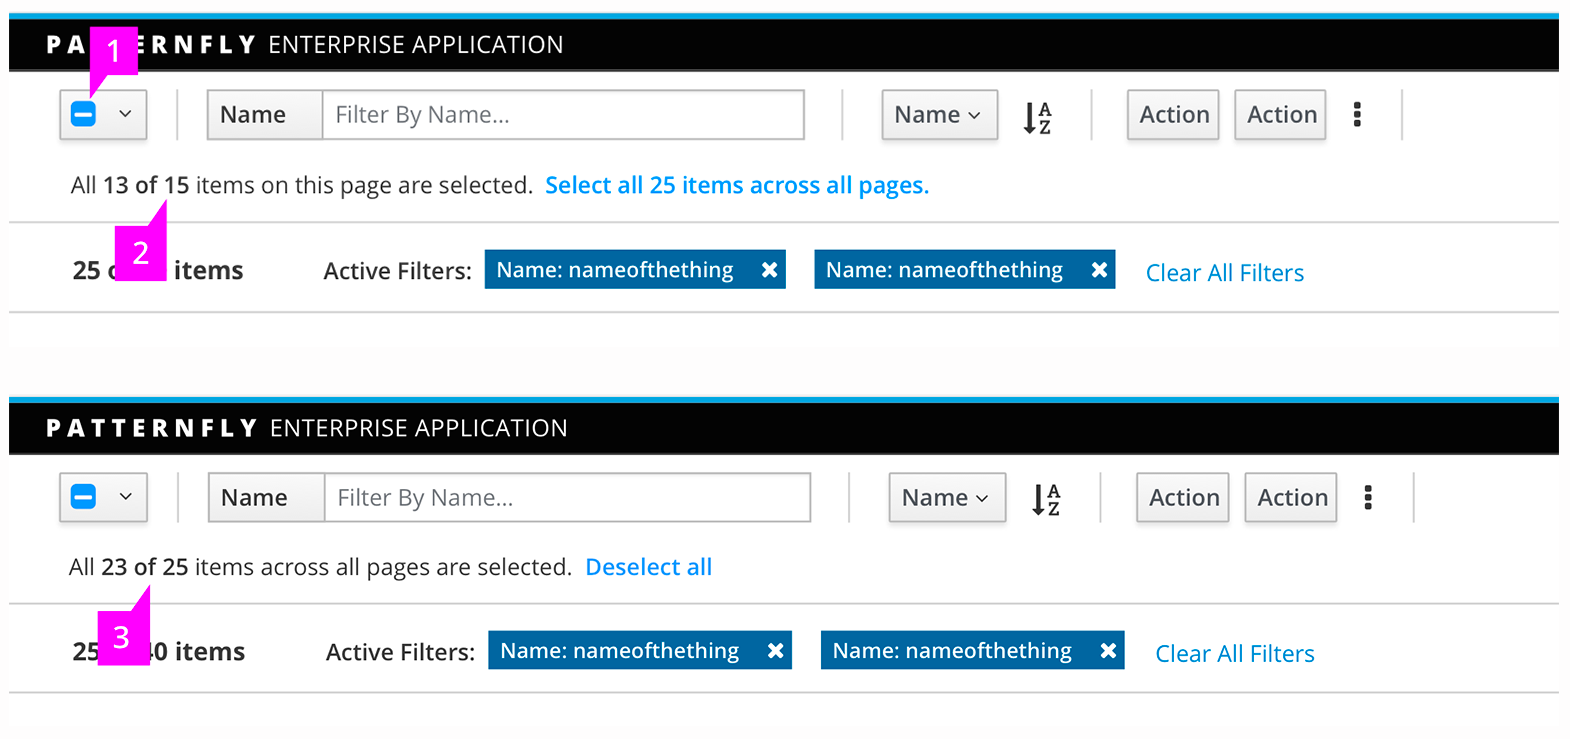 PA ERNFLY ENTERPRISE APPLICATION
1
Name Filter By Name... Name A Z Action Action
All 13 of 15 items on this page are selected. Select all 25 items across all pages.
2
25 items Active Filters: Name: nameofthething Name: nameofthething Clear All Filters
PATTERNFLY ENTERPRISE APPLICATION
Name Filter By Name... Name A Z Action Action
All 23 of 25 items across all pages are selected. Deselect all
3
25 40 items Active Filters: Name: nameofthething Name: nameofthething Clear All Filters